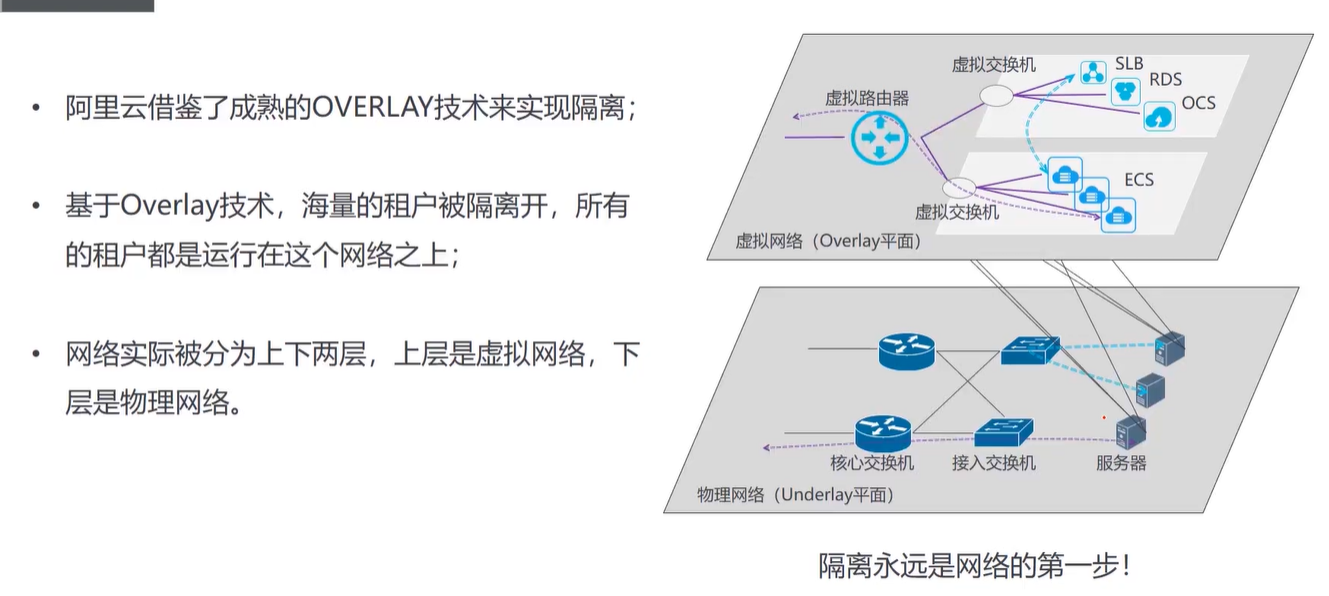 阿里云借鉴了成熟的OVERLAY技术来实现隔离；
基于Overlay技术，海量的租户被隔离开，所有
的租户都是运行在这个网络之上；
网络实际被分为上下两层，上层是虚拟网络，下
层是物理网络。
虚拟交换机
SLB
RDS
OCS
虚拟路由器
ECS
虚拟交换机
虚拟网络（Overlay平面）
核心交换机
接入交换机
服务器
物理网络（Underlay平面）
隔离永远是网络的第一步！